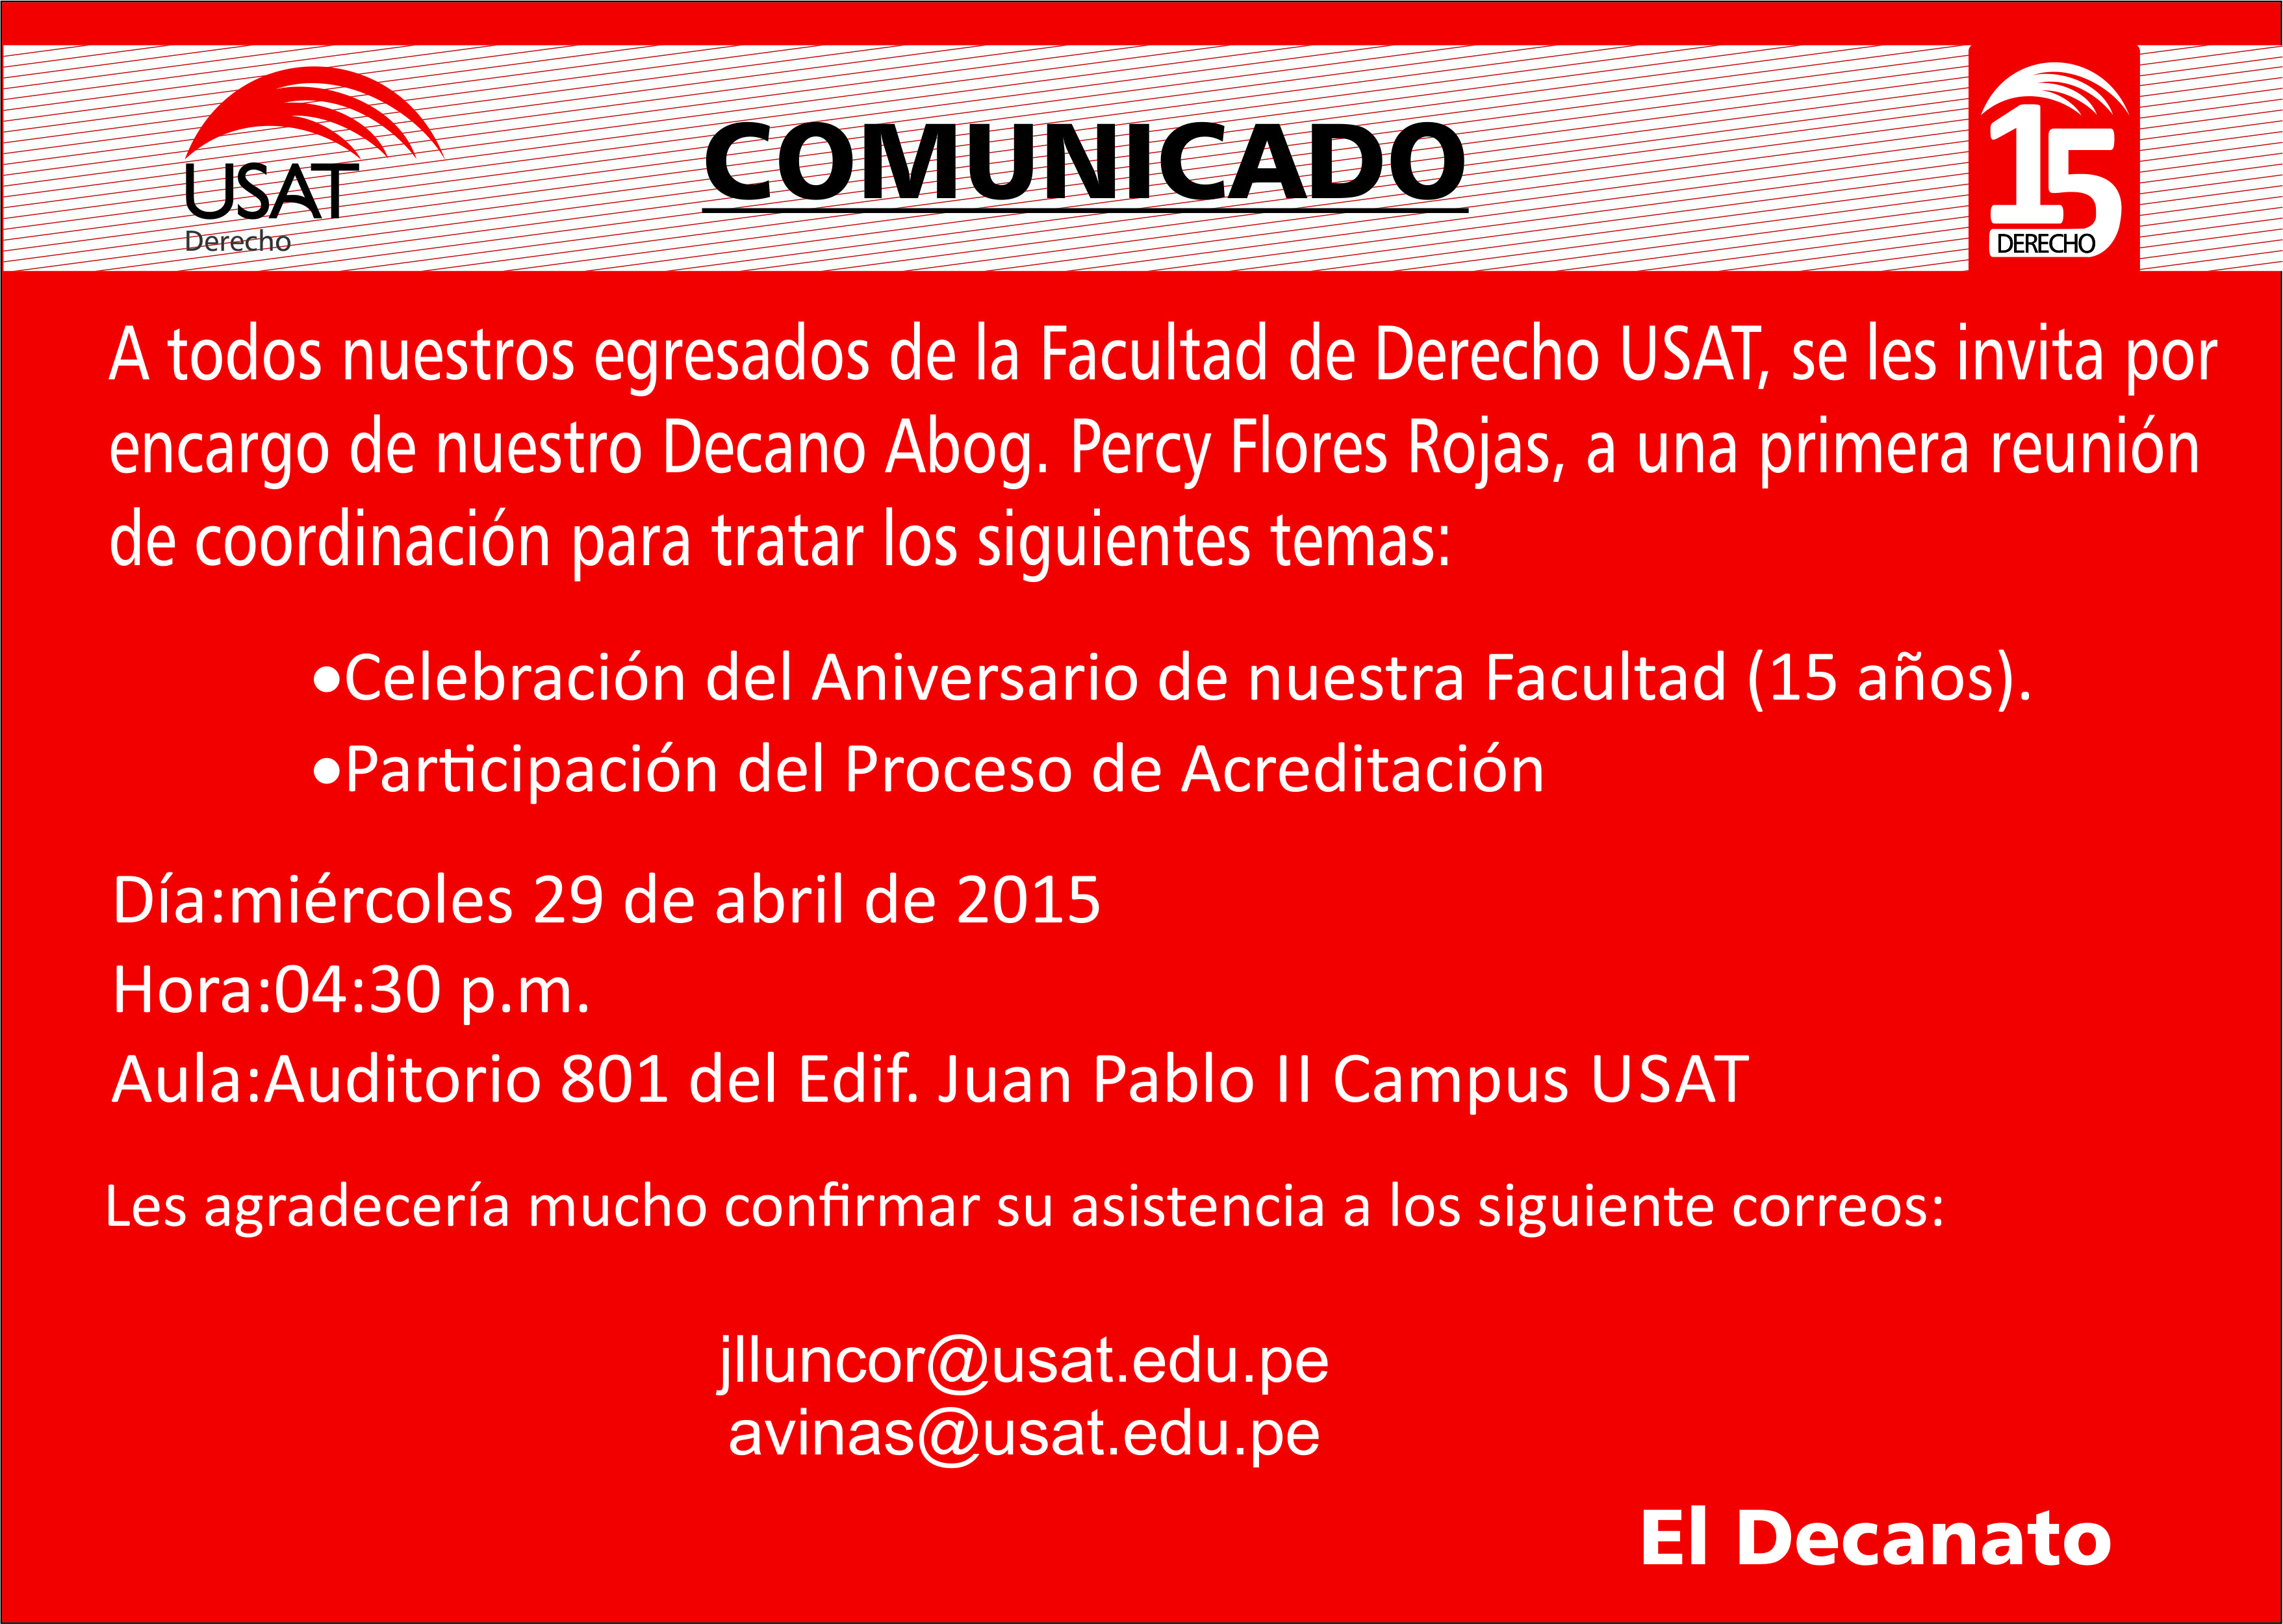 USAT
Derecho
COMUNICADO
15
DERECHO
A todos nuestros egresados de la Facultad de Derecho USAT, se les invita por
encargo de nuestro Decano Abog. Percy Flores Rojas, a una primera reunión
de coordinación para tratar los siguientes temas:
•Celebración del Aniversario de nuestra Facultad (15 años).
•Participación del Proceso de Acreditación
Día:miércoles 29 de abril de 2015
Hora:04:30 p.m.
Aula:Auditorio 801 del Edif. Juan Pablo II Campus USAT
Les agradecería mucho confirmar su asistencia a los siguiente correos:
jlluncor@usat.edu.pe
avinas@usat.edu.pe
El Decanato